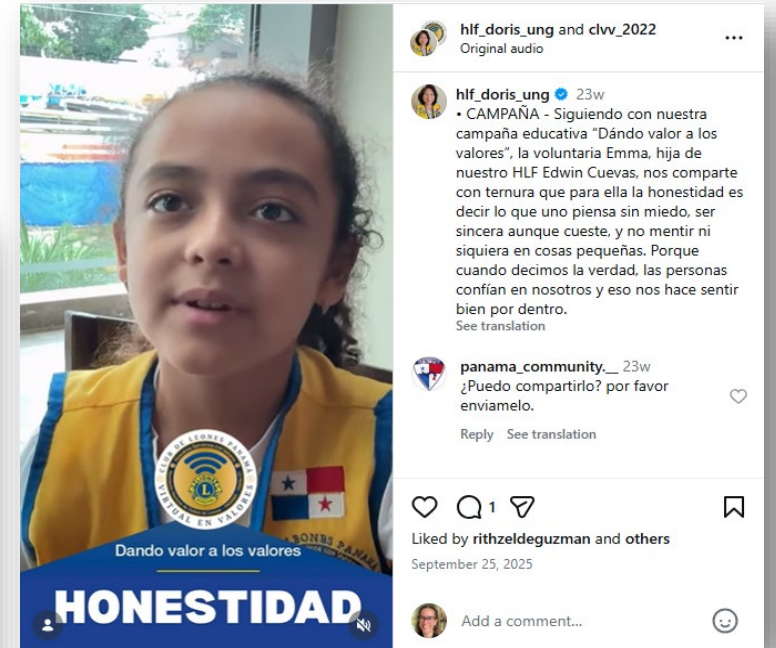 hlf_doris_ung and clvv_2022
Original audio
hlf_doris_ung 23w
• CAMPAÑA - Siguiendo con nuestra
campaña educativa “Dándo valor a los
valores”, la voluntaria Emma, hija de
nuestro HLF Edwin Cuevas, nos comparte
con ternura que para ella la honestidad es
decir lo que uno piensa sin miedo, ser
sincera aunque cueste, y no mentir ni
siquiera en cosas pequeñas. Porque
cuando decimos la verdad, las personas
confían en nosotros y eso nos hace sentir
bien por dentro.
See translation
panama_community.__ 23w
¿Puedo compartirlo? por favor
enviamelo.
Reply See translation
1
Liked by rithzeldeguzman and others
September 25, 2025
Add a comment...
CLUB DE LEONES PANAMÁ
VIRTUAL EN VALORES
L
Dando valor a los valores
HONESTIDAD